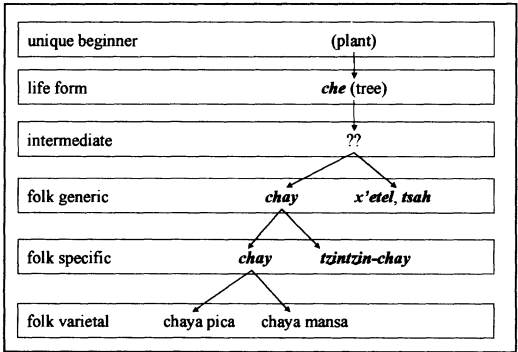 unique beginner (plant)
life form che (tree)
intermediate ??
folk generic chay x'etel, tsah
folk specific chay tzintzin-chay
folk varietal chaya pica chaya mansa